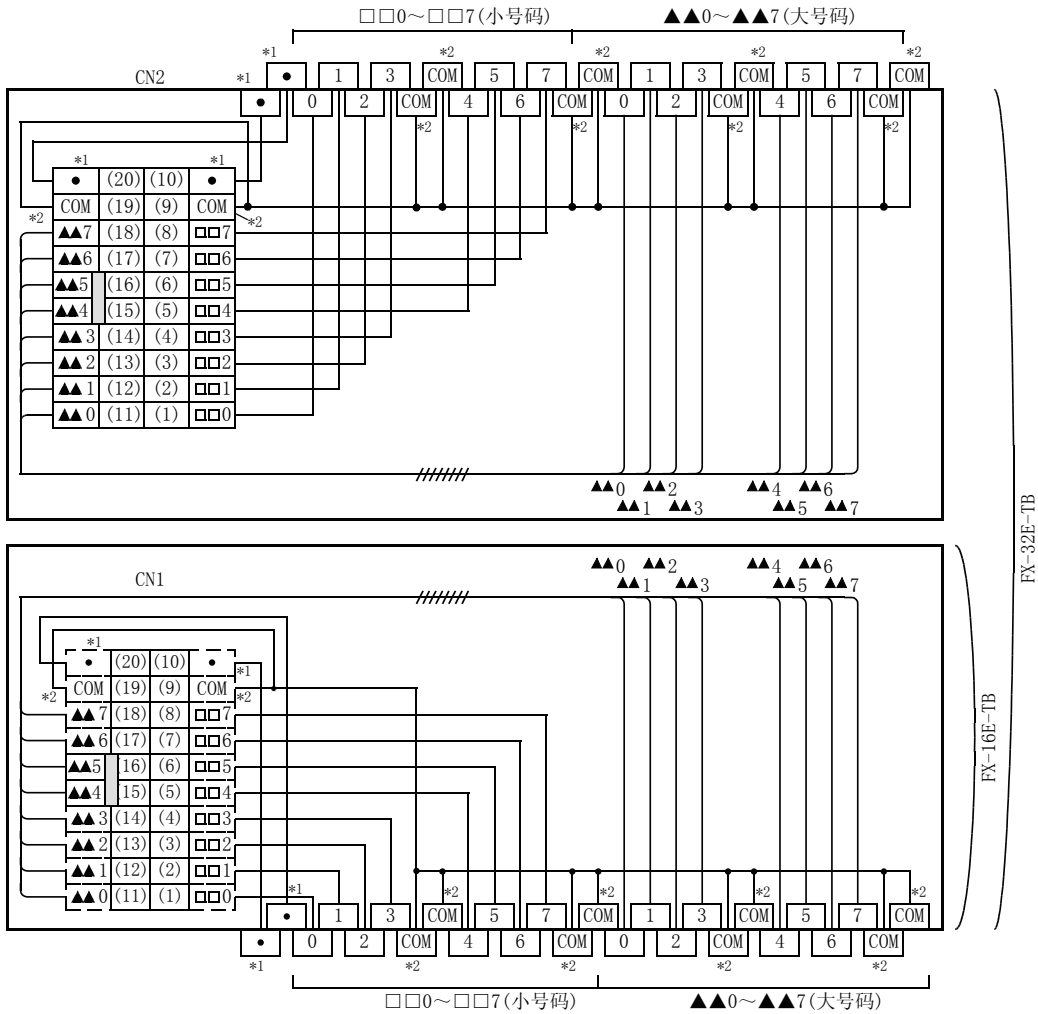 □□0～□□7(小号码) ▲▲0～▲▲7(大号码)
*1 *2 *2 *2 *2
CN2 *1 ● 1 3 COM 5 7 COM 1 3 COM 5 7 COM
● 0 2 COM 4 6 COM 0 2 COM 4 6 COM
*2 *2 *2 *2
*1 *1
● (20) (10) ●
COM (19) (9) COM
*2 *2
▲▲7 (18) (8) □□7
▲▲6 (17) (7) □□6
▲▲5 (16) (6) □□5
▲▲4 (15) (5) □□4
▲▲3 (14) (4) □□3
▲▲2 (13) (3) □□2
▲▲1 (12) (2) □□1
▲▲0 (11) (1) □□0
▲▲0 ▲▲2 ▲▲4 ▲▲6
▲▲1 ▲▲3 ▲▲5 ▲▲7
FX-32E-TB
▲▲0 ▲▲2 ▲▲4 ▲▲6
CN1 ▲▲1 ▲▲3 ▲▲5 ▲▲7
*1
● (20) (10) ● *1
*2 COM (19) (9) COM *2
▲▲7 (18) (8) □□7
▲▲6 (17) (7) □□6
▲▲5 (16) (6) □□5
▲▲4 (15) (5) □□4
▲▲3 (14) (4) □□3
▲▲2 (13) (3) □□2
▲▲1 (12) (2) □□1
▲▲0 (11) (1) □□0
FX-16E-TB
*1 *2 *2 *2 *2
● 1 3 COM 5 7 COM 1 3 COM 5 7 COM
● 0 2 COM 4 6 COM 0 2 COM 4 6 COM
*1 *2 *2 *2 *2
□□0～□□7(小号码) ▲▲0～▲▲7(大号码)